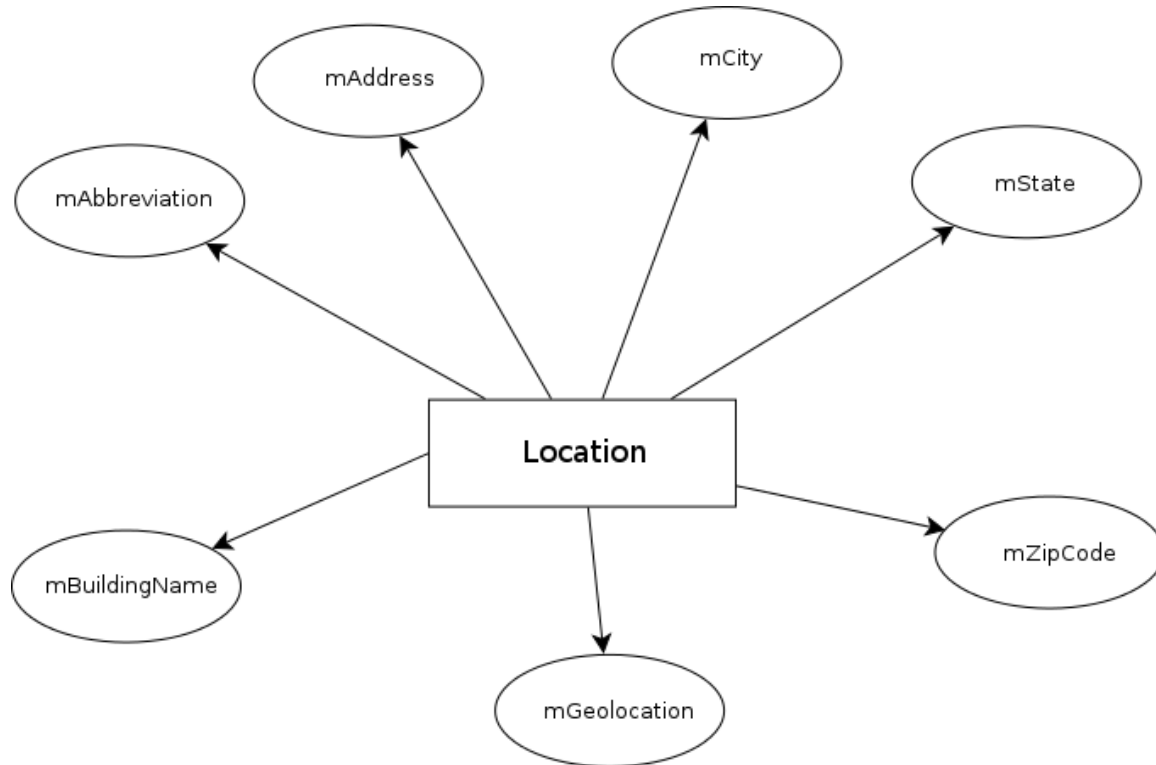 mCity
mAddress
mState
mAbbreviation
Location
mZipCode
mBuildingName
mGeolocation